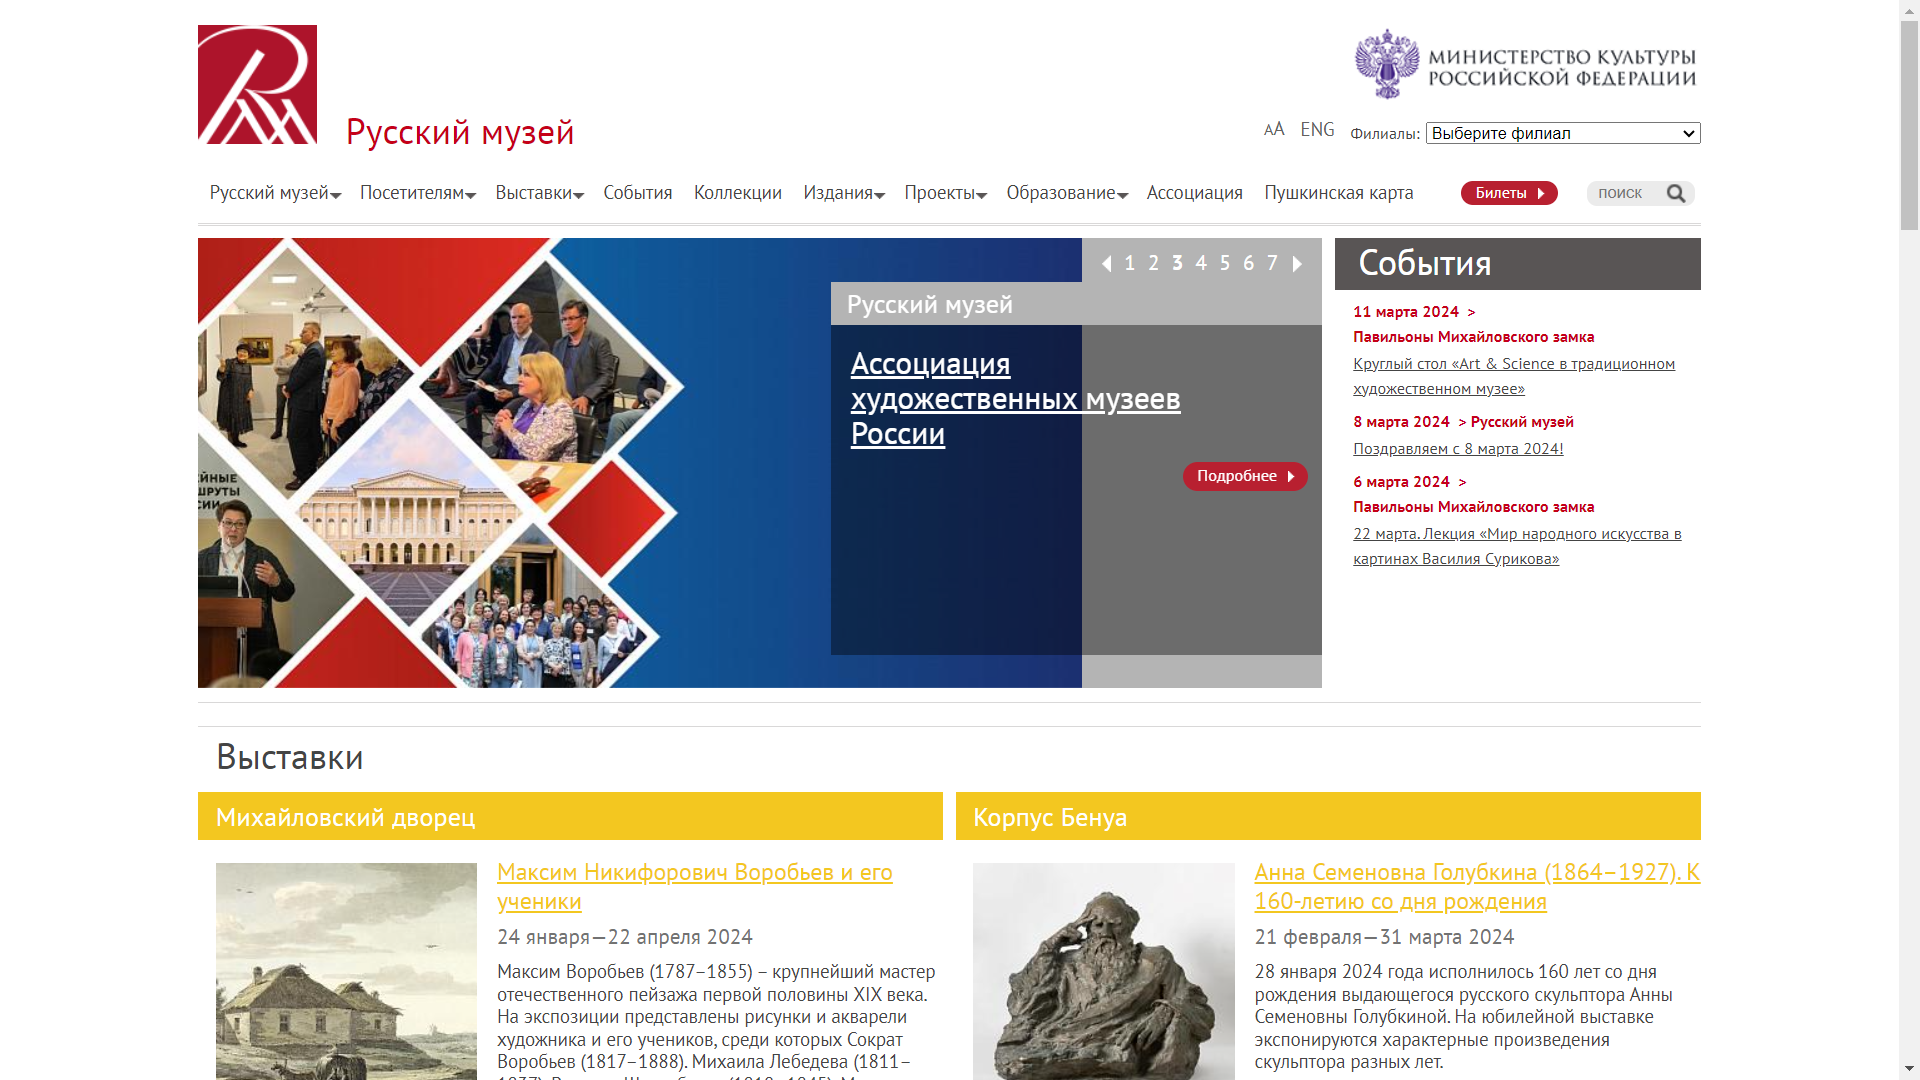 МИНИСТЕРСТВО КУЛЬТУРЫ
РОССИЙСКОЙ ФЕДЕРАЦИИ
Русский музей
АА ENG Филиалы: Выберите филиал
Русский музей Посетителям Выставки События Коллекции Издания Проекты Образование Ассоциация Пушкинская карта Билеты поиск
1 2 3 4 5 6 7
Русский музей
Ассоциация
художественных музеев
России
Подробнее
События
11 марта 2024 >
Павильоны Михайловского замка
Круглый стол «Art & Science в традиционном
художественном музее»
8 марта 2024 > Русский музей
Поздравляем с 8 марта 2024!
6 марта 2024 >
Павильоны Михайловского замка
22 марта. Лекция «Мир народного искусства в
картинах Василия Сурикова»
Выставки
Михайловский дворец
Максим Никифорович Воробьев и его
ученики
24 января—22 апреля 2024
Максим Воробьев (1787–1855) – крупнейший мастер
отечественного пейзажа первой половины XIX века.
На экспозиции представлены рисунки и акварели
художника и его учеников, среди которых Сократ
Воробьев (1817–1888). Михаила Лебедева (1811–
Корпус Бенуа
Анна Семеновна Голубкина (1864–1927). К
160-летию со дня рождения
21 февраля—31 марта 2024
28 января 2024 года исполнилось 160 лет со дня
рождения выдающегося русского скульптора Анны
Семеновны Голубкиной. На юбилейной выставке
экспонируются характерные произведения
скульптора разных лет.